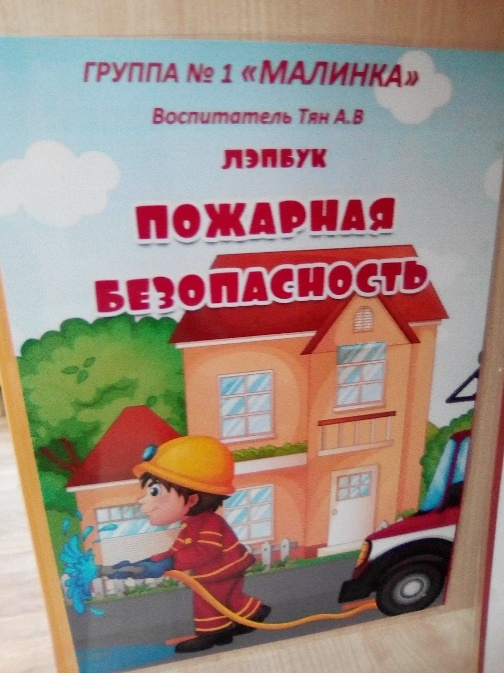 ГРУППА № 1 «МАЛИНКА»
Воспитатель Тян А.В
ЛЭПБУК
ПОЖАРНАЯ
БЕЗОПАСНОСТЬ